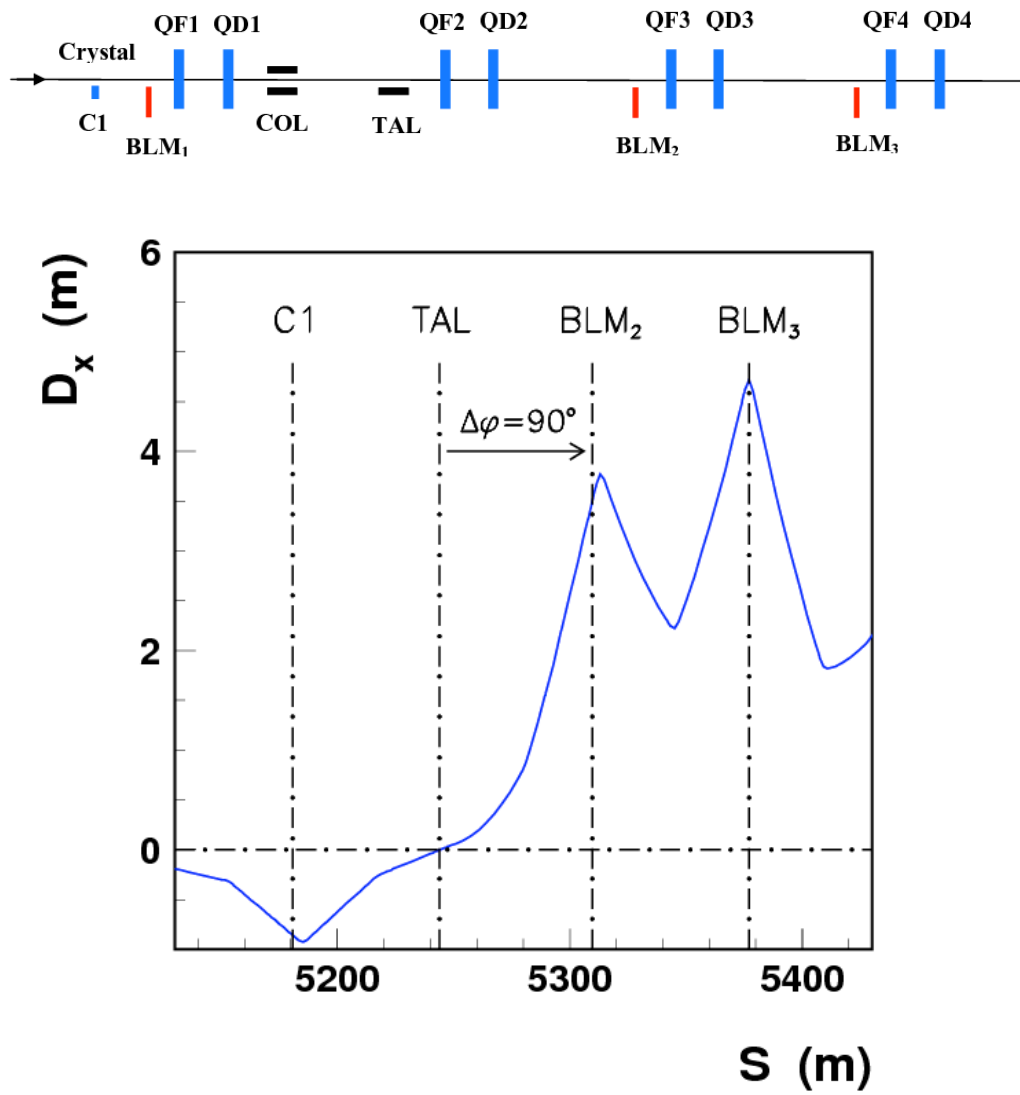 QF1 QD1 QF2 QD2 QF3 QD3 QF4 QD4
Crystal
C1 BLM₁ COL TAL BLM₂ BLM₃
6
C1 TAL BLM₂ BLM₃
Δφ=90°
4
2
0
Dₓ (m)
5200 5300 5400
S (m)